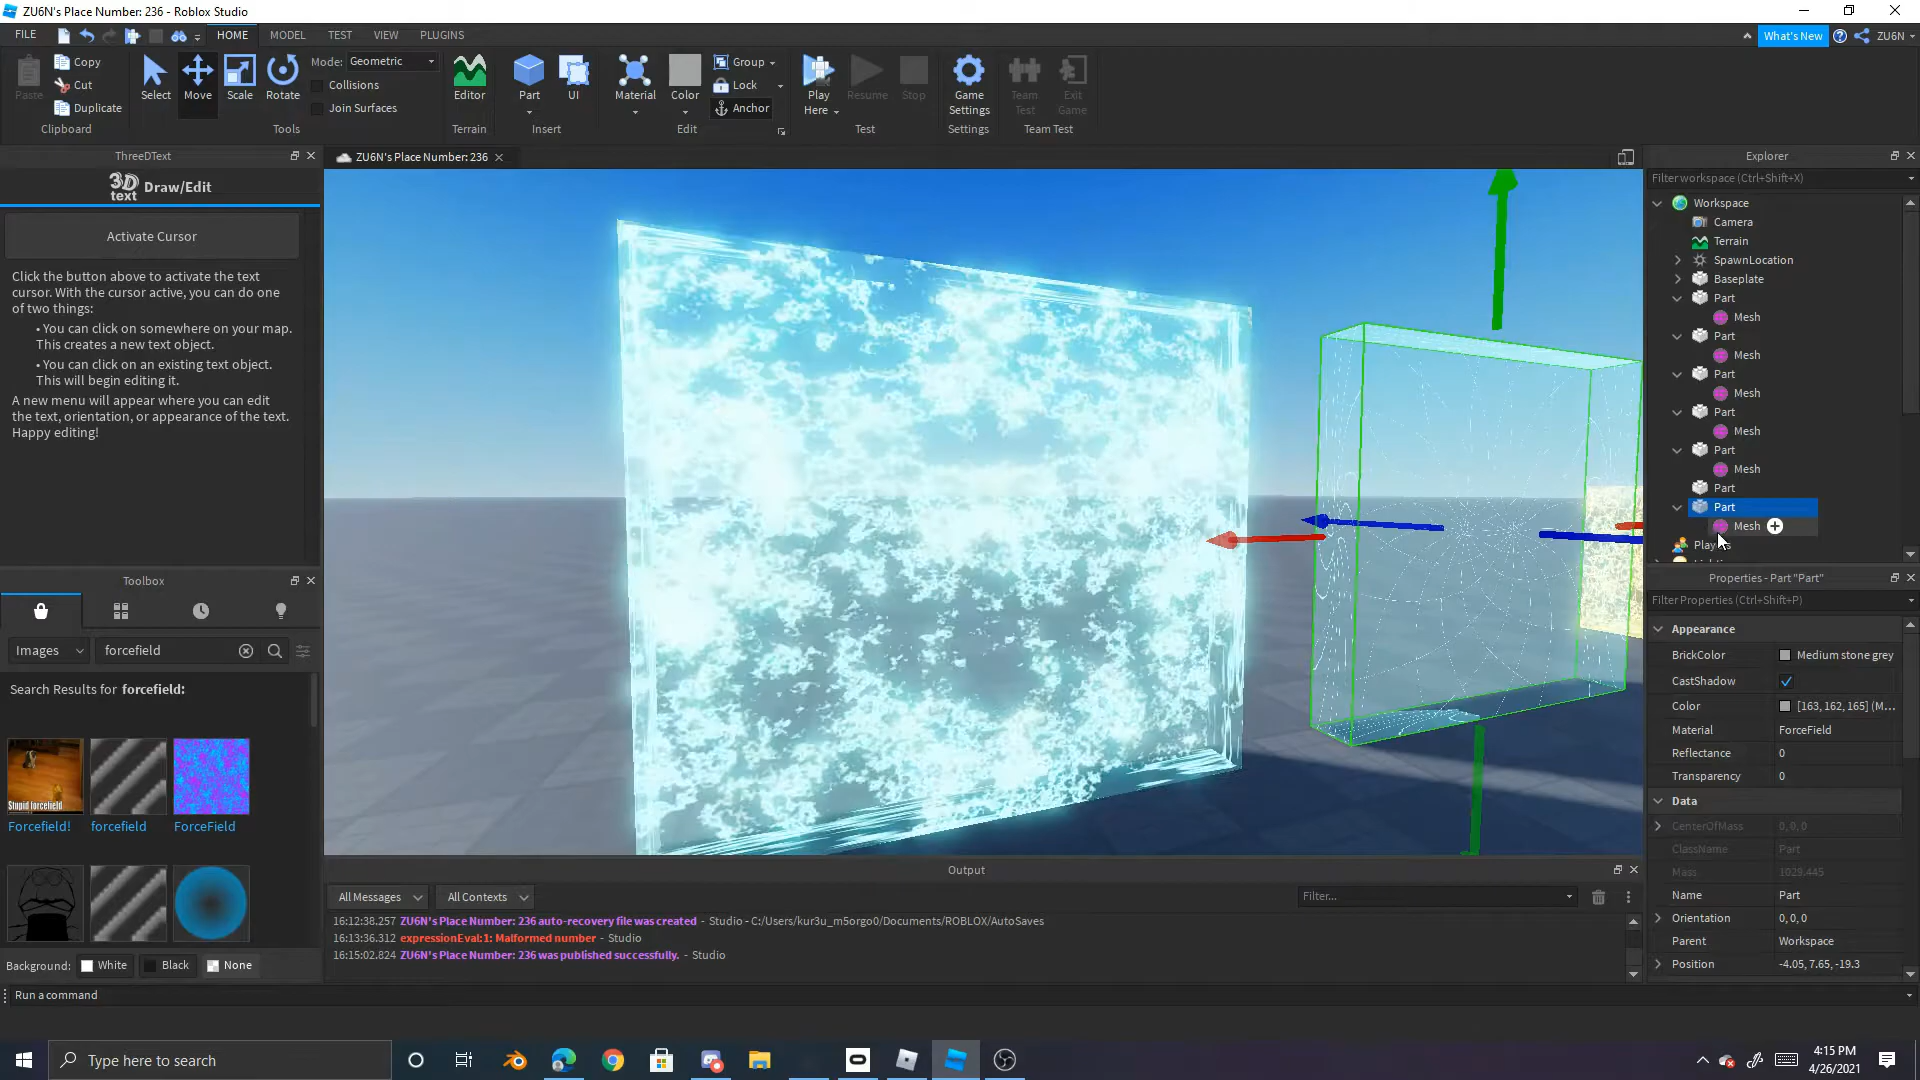 ZU6N's Place Number: 236 - Roblox Studio
FILE HOME MODEL TEST VIEW PLUGINS What's New ZU6N
Paste Copy Cut Duplicate Clipboard
Select Move Scale Rotate Mode: Geometric Collisions Join Surfaces Tools
Editor Terrain
Part UI Insert
Material Color Group Lock Anchor Edit
Play Here Resume Stop Test
Game Settings Settings
Team Test Exit Game Team Test
ThreeDText
3D text Draw/Edit
Activate Cursor
Click the button above to activate the text
cursor. With the cursor active, you can do one
of two things:
• You can click on somewhere on your map.
This creates a new text object.
• You can click on an existing text object.
This will begin editing it.
A new menu will appear where you can edit
the text, orientation, or appearance of the text.
Happy editing!
Toolbox
Images forcefield
Search Results for forcefield:
Stupid forcefield
Forcefield! forcefield ForceField
Background: White Black None
ZU6N's Place Number: 236
Output
All Messages All Contexts Filter...
16:12:38.257 ZU6N's Place Number: 236 auto-recovery file was created - Studio - C:/Users/kur3u_m5orgo0/Documents/ROBLOX/AutoSaves
16:13:36.312 expressionEval:1: Malformed number - Studio
16:15:02.824 ZU6N's Place Number: 236 was published successfully. - Studio
Explorer
Filter workspace (Ctrl+Shift+X)
Workspace
Camera
Terrain
SpawnLocation
Baseplate
Part
Mesh
Part
Mesh
Part
Mesh
Part
Mesh
Part
Mesh
Part
Part
Mesh
Properties - Part "Part"
Filter Properties (Ctrl+Shift+P)
Appearance
BrickColor Medium stone grey
CastShadow
Color [163, 162, 165] (M...
Material ForceField
Reflectance 0
Transparency 0
Data
CenterOfMass 0, 0, 0
ClassName Part
Mass 1029.445
Name Part
Orientation 0, 0, 0
Parent Workspace
Position -4.05, 7.65, -19.3
Run a command
Type here to search
4:15 PM
4/26/2021